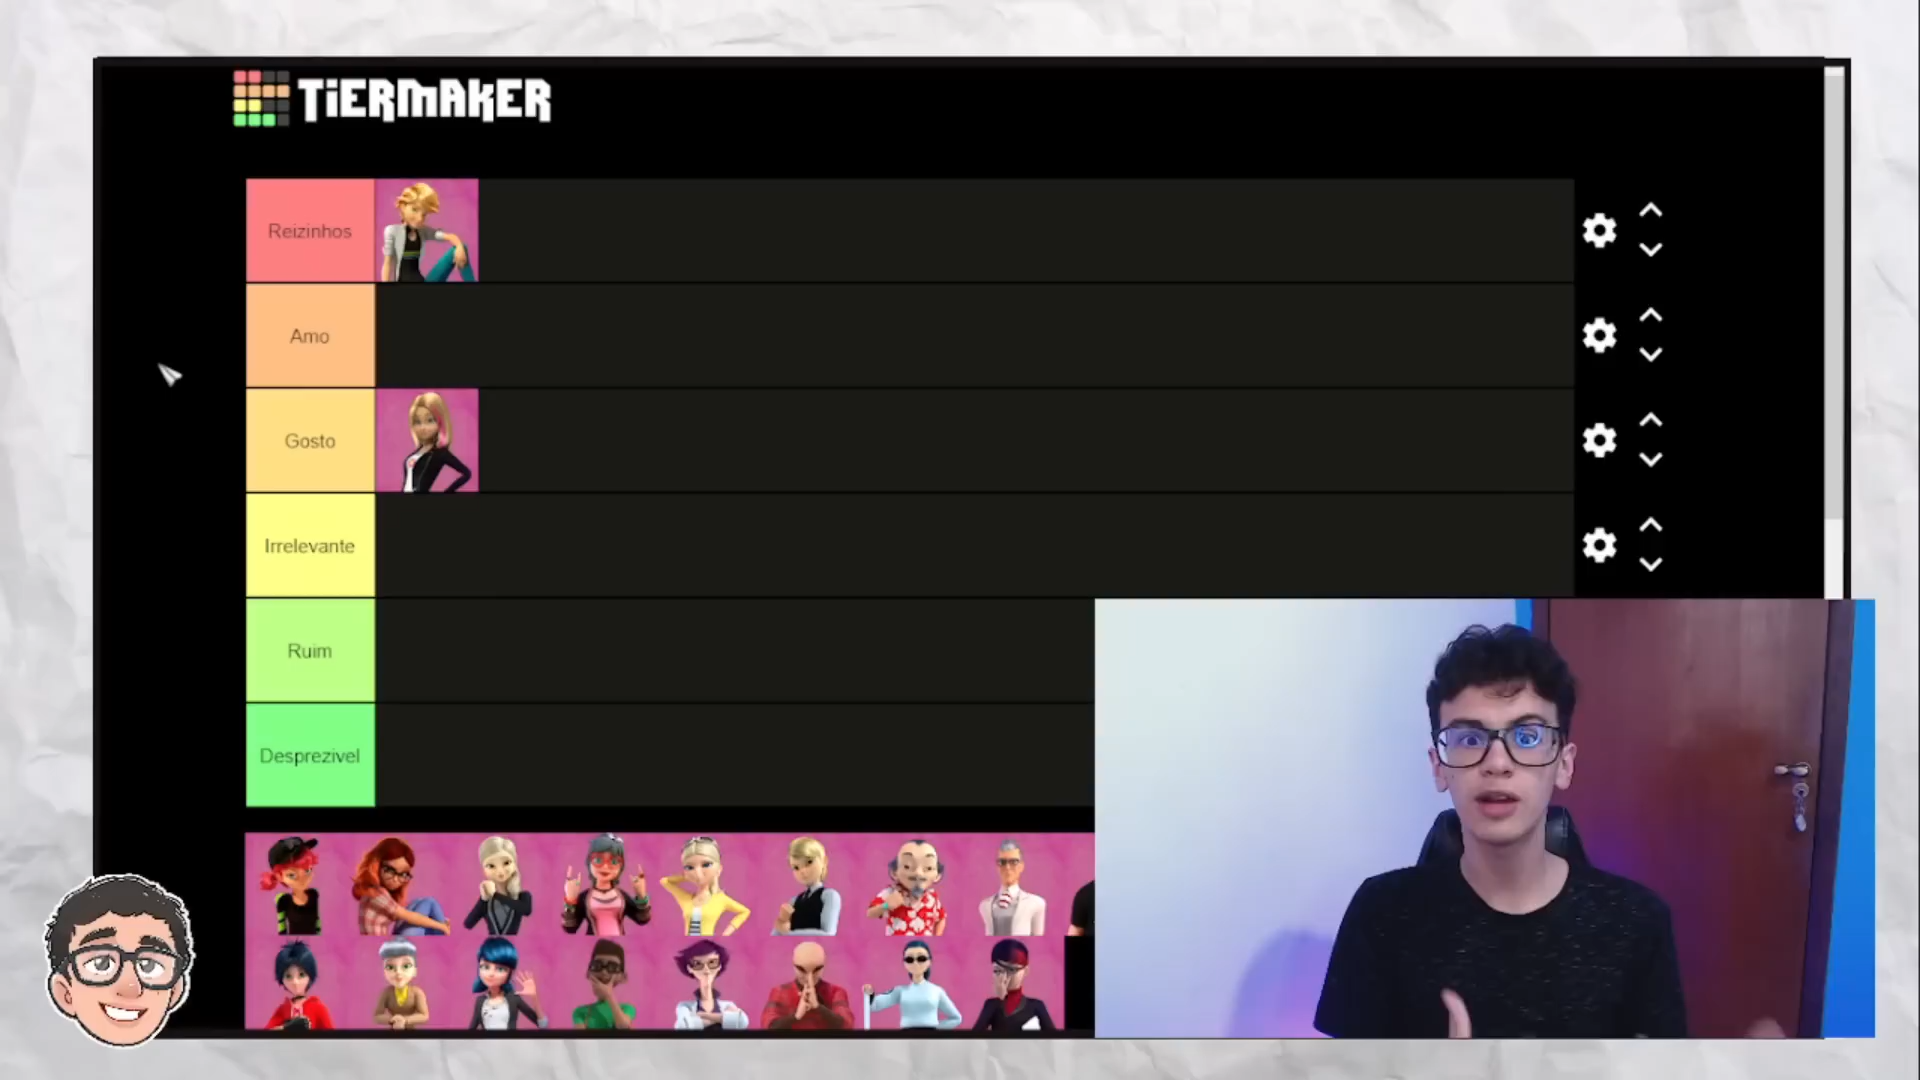 TiERMAKER
Reizinhos
Amo
Gosto
Irrelevante
Ruim
Desprezivel